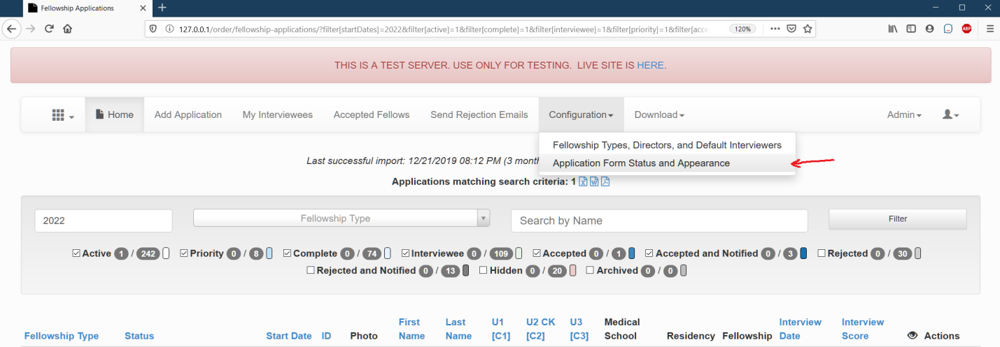 Fellowship Applications
127.0.0.1/order/fellowship-applications/?filter[startDates]=2022&filter[active]=1&filter[complete]=1&filter[interviewee]=1&filter[priority]=1&filter[acc 120%
ABP
THIS IS A TEST SERVER. USE ONLY FOR TESTING. LIVE SITE IS HERE.
Home Add Application My Interviewees Accepted Fellows Send Rejection Emails Configuration Download Admin
Fellowship Types, Directors, and Default Interviewers
Application Form Status and Appearance
Last successful import: 12/21/2019 08:12 PM (3 month
Applications matching search criteria: 1
2022 Fellowship Type Search by Name Filter
Active 1 / 242 Priority 0 / 8 Complete 0 / 74 Interviewee 0 / 109 Accepted 0 / 1 Accepted and Notified 0 / 3 Rejected 0 / 30
Rejected and Notified 0 / 13 Hidden 0 / 20 Archived 0 / 0
Fellowship Type Status Start Date ID Photo First Name Last Name U1 [C1] U2 CK [C2] U3 [C3] Medical School Residency Fellowship Interview Date Interview Score Actions